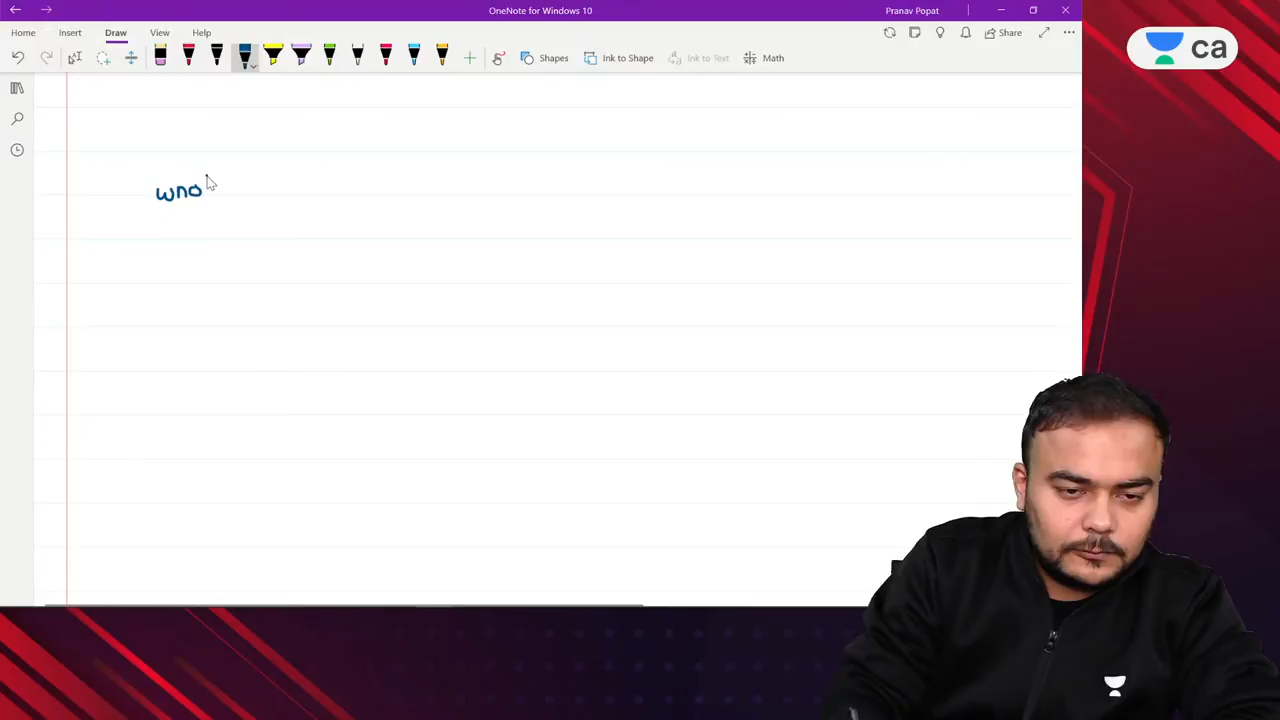 OneNote for Windows 10
Pranav Popat
Home Insert Draw View Help
Share
Shapes Ink to Shape Ink to Text Math
ca
wno